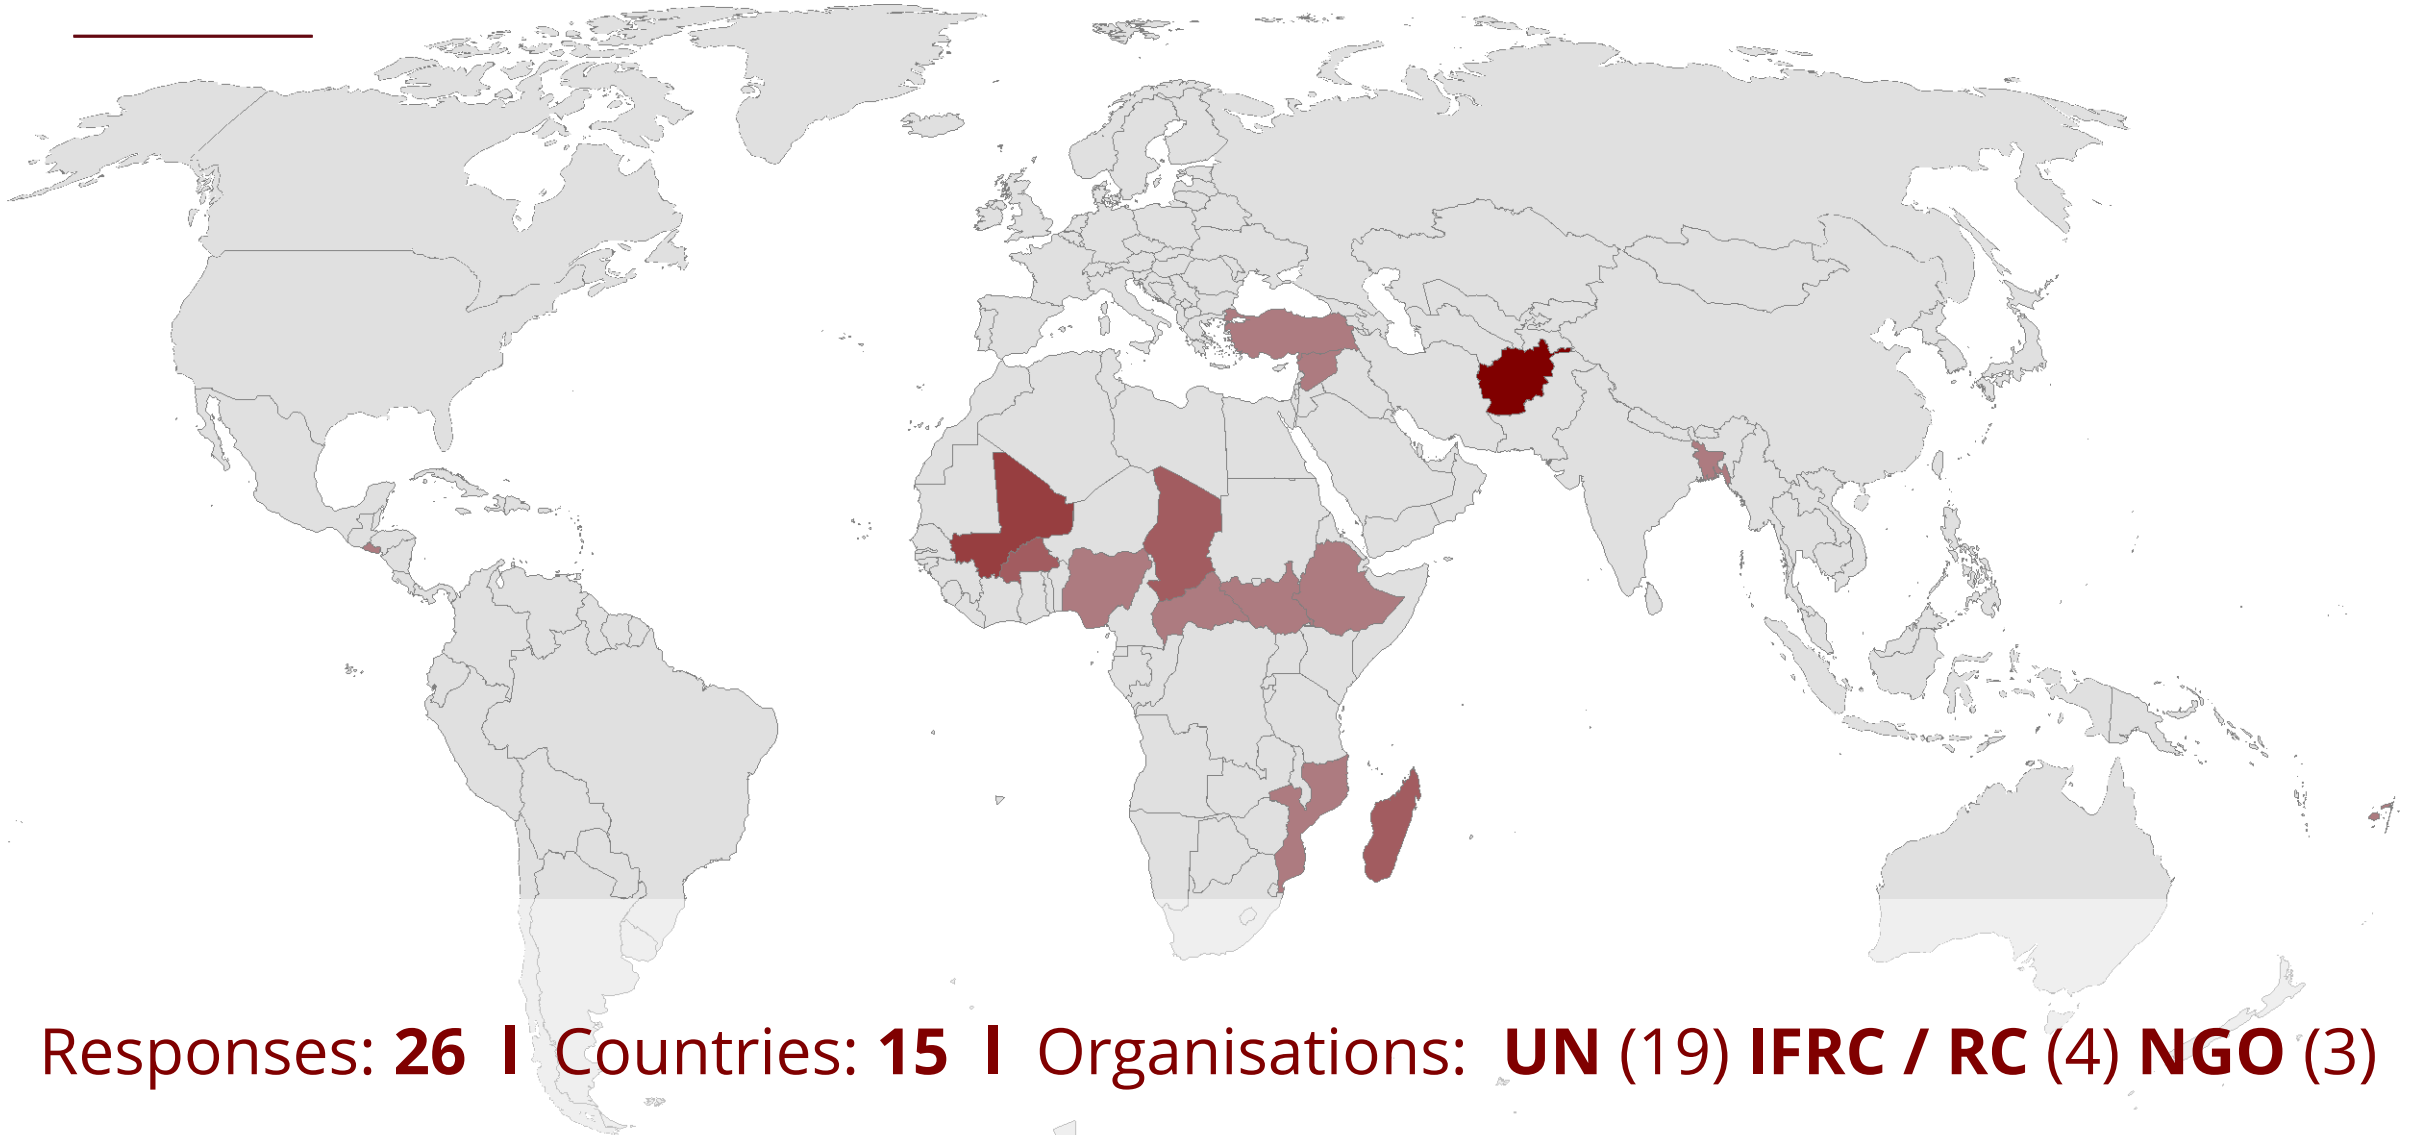 Responses: 26 | Countries: 15 | Organisations: UN (19) IFRC / RC (4) NGO (3)